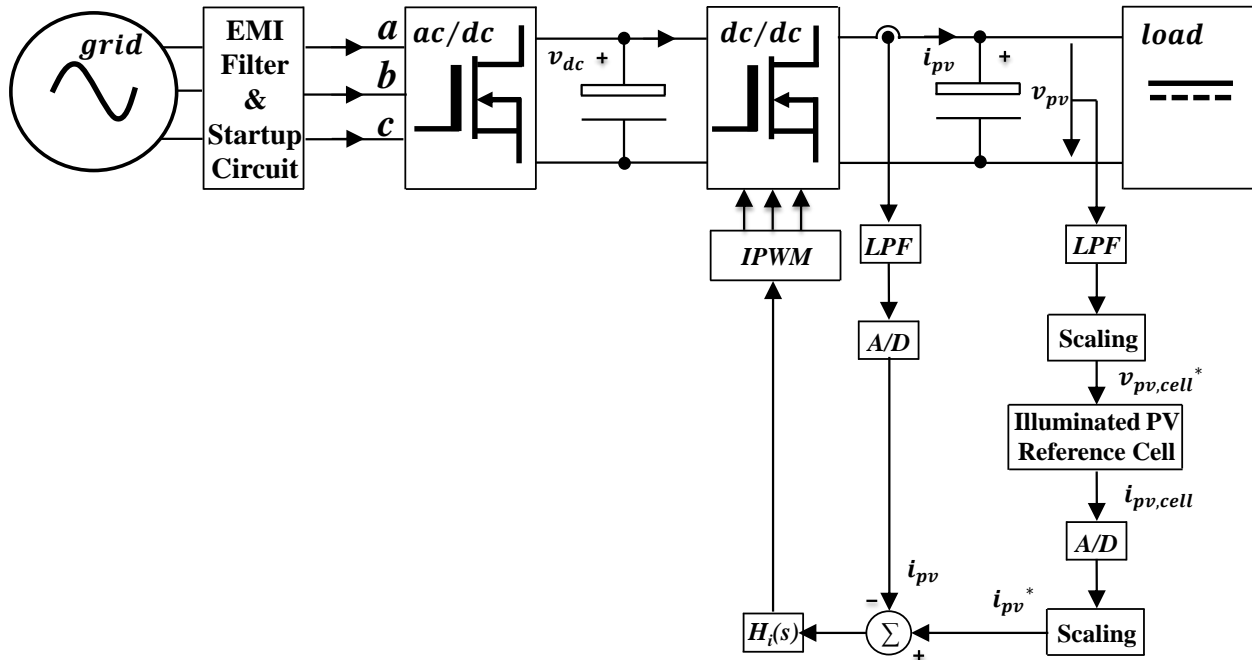 grid
EMI
Filter
&
Startup
Circuit
a
b
c
ac/dc
v_dc +
dc/dc
i_pv
+
v_pv
load
IPWM
LPF
LPF
A/D
Scaling
v_pv,cell*
Illuminated PV
Reference Cell
i_pv,cell
A/D
i_pv
i_pv*
−
H_i(s)
Σ
+
Scaling